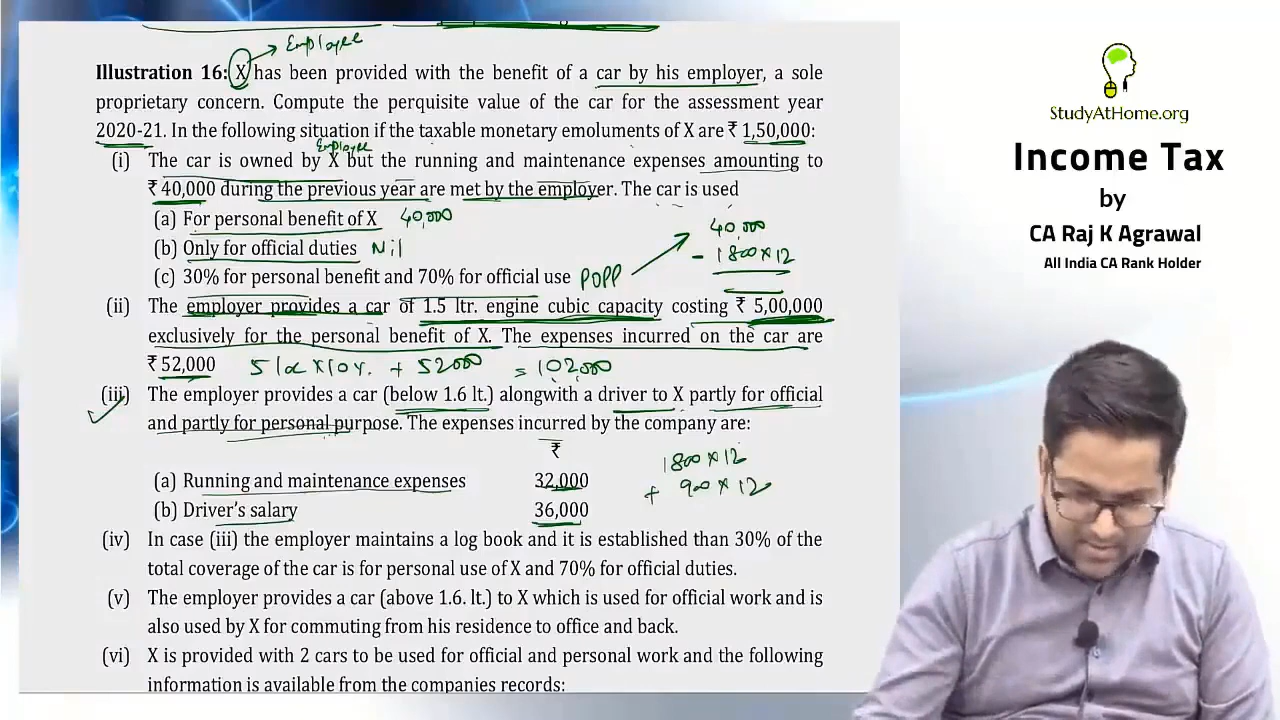 Employee
Illustration 16: X has been provided with the benefit of a car by his employer, a sole
proprietary concern. Compute the perquisite value of the car for the assessment year
2020-21. In the following situation if the taxable monetary emoluments of X are ₹ 1,50,000:
Employee
(i) The car is owned by X but the running and maintenance expenses amounting to
₹ 40,000 during the previous year are met by the employer. The car is used
(a) For personal benefit of X 40,000
(b) Only for official duties Nil
(c) 30% for personal benefit and 70% for official use POPP
40,000
- 1800×12
(ii) The employer provides a car of 1.5 ltr. engine cubic capacity costing ₹ 5,00,000
exclusively for the personal benefit of X. The expenses incurred on the car are
₹ 52,000 5 lac × 10%. + 52000 = 102,000
(iii) The employer provides a car (below 1.6 lt.) alongwith a driver to X partly for official
and partly for personal purpose. The expenses incurred by the company are:
₹
(a) Running and maintenance expenses 32,000
(b) Driver's salary 36,000
1800×12
+ 900×12
(iv) In case (iii) the employer maintains a log book and it is established than 30% of the
total coverage of the car is for personal use of X and 70% for official duties.
(v) The employer provides a car (above 1.6. lt.) to X which is used for official work and is
also used by X for commuting from his residence to office and back.
(vi) X is provided with 2 cars to be used for official and personal work and the following
information is available from the companies records:
StudyAtHome.org
Income Tax
by
CA Raj K Agrawal
All India CA Rank Holder